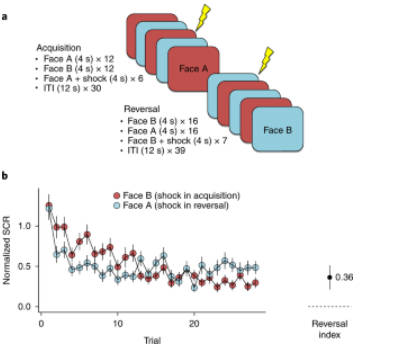 a
Acquisition
• Face A (4 s) × 12
• Face B (4 s) × 12
• Face A + shock (4 s) × 6
• ITI (12 s) × 30
Face A
Reversal
• Face B (4 s) × 16
• Face A (4 s) × 16
• Face B + shock (4 s) × 7
• ITI (12 s) × 39
Face B
b
Face B (shock in acquisition)
Face A (shock in reversal)
Normalized SCR
1.0
0.5
0.0
0
10
20
Trial
0.36
Reversal
index